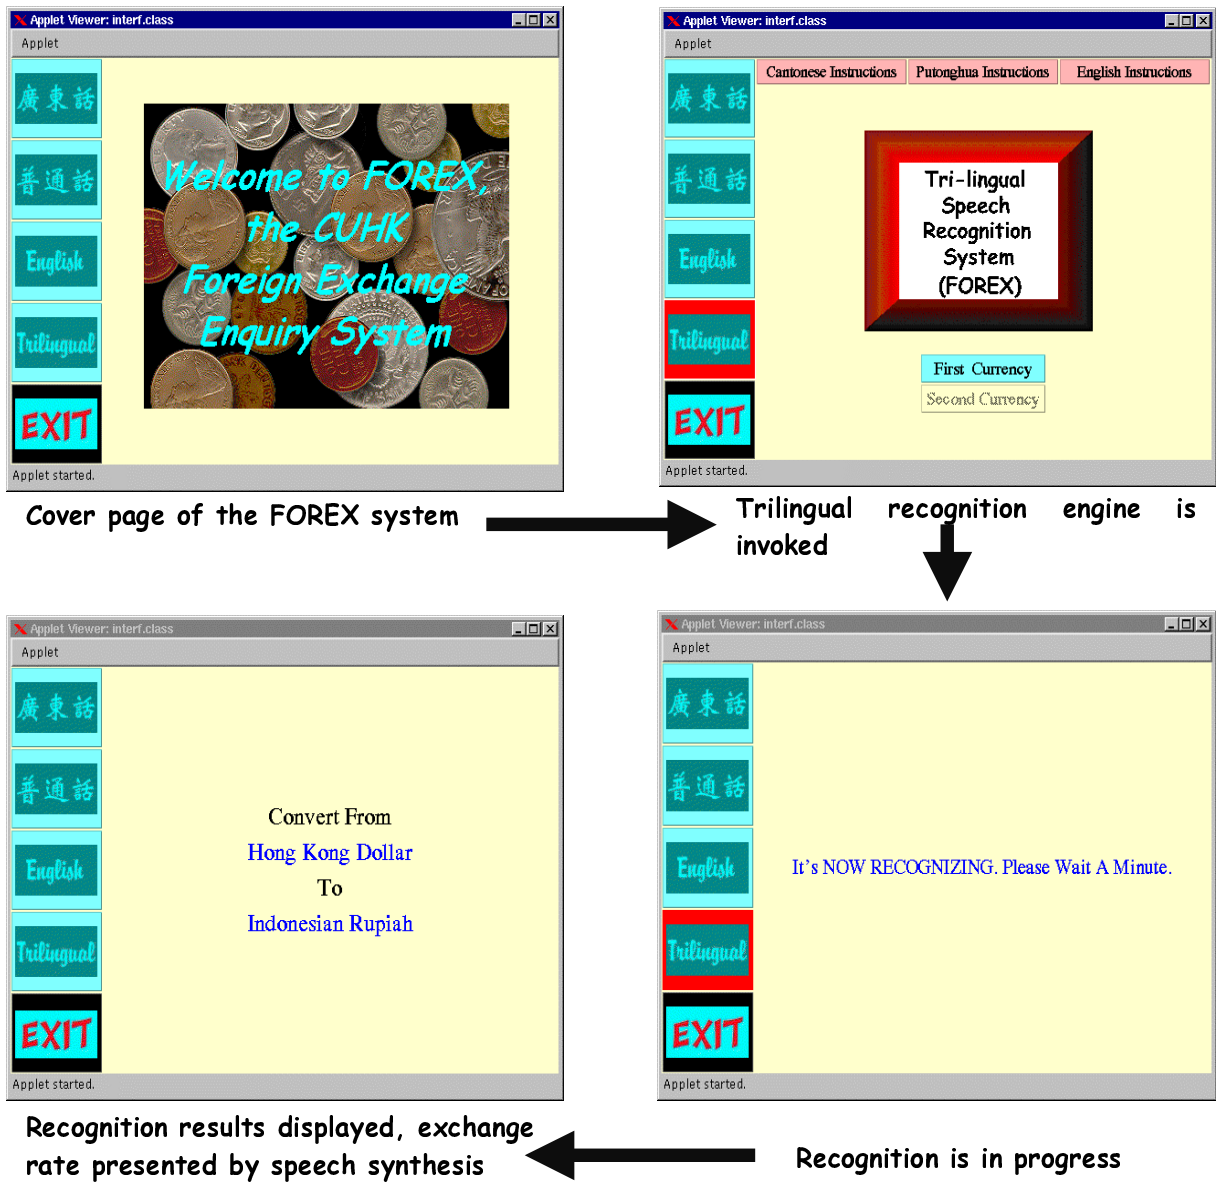 Applet Viewer: interf.class
Applet
廣東話
普通話
English
Trilingual
EXIT
Welcome to FOREX,
the CUHK
Foreign Exchange
Enquiry System
Applet started.
Cover page of the FOREX system
Applet Viewer: interf.class
Applet
Cantonese Instructions
Putonghua Instructions
English Instructions
廣東話
普通話
English
Trilingual
EXIT
Tri-lingual
Speech
Recognition
System
(FOREX)
First Currency
Second Currency
Applet started.
Trilingual recognition engine is
invoked
Applet Viewer: interf.class
Applet
廣東話
普通話
English
Trilingual
EXIT
It's NOW RECOGNIZING. Please Wait A Minute.
Applet started.
Recognition is in progress
Applet Viewer: interf.class
Applet
廣東話
普通話
English
Trilingual
EXIT
Convert From
Hong Kong Dollar
To
Indonesian Rupiah
Applet started.
Recognition results displayed, exchange
rate presented by speech synthesis